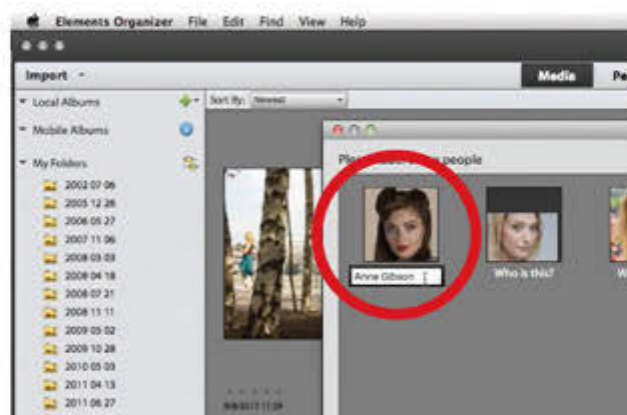 Elements Organizer File Edit Find View Help
Import
Media
Local Albums
Sort By: Newest
Mobile Albums
people
My Folders
2002 07 06
2005 12 26
2006 05 27
2007 11 06
2008 03 03
2008 04 18
2008 07 21
2008 11 11
2009 05 02
2009 10 28
2010 05 03
2011 04 13
2011 06 27
Anne Gibson
Who is this?